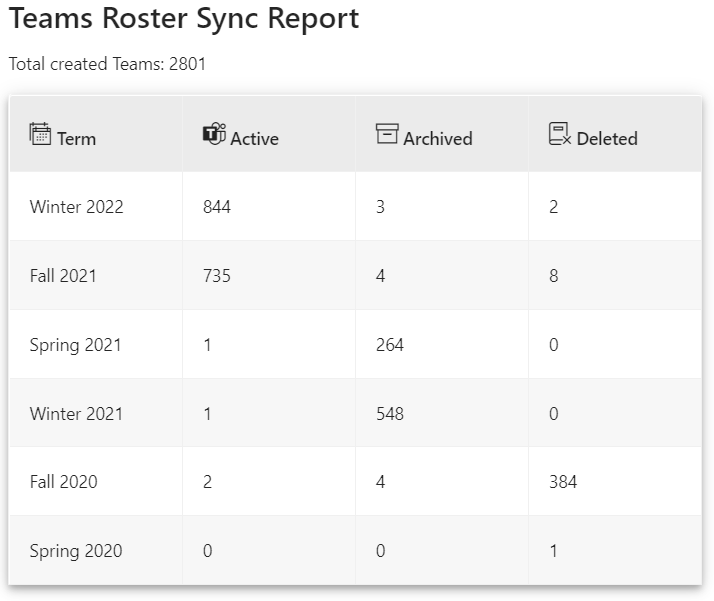 Teams Roster Sync Report
Total created Teams: 2801
Term Active Archived Deleted
Winter 2022 844 3 2
Fall 2021 735 4 8
Spring 2021 1 264 0
Winter 2021 1 548 0
Fall 2020 2 4 384
Spring 2020 0 0 1